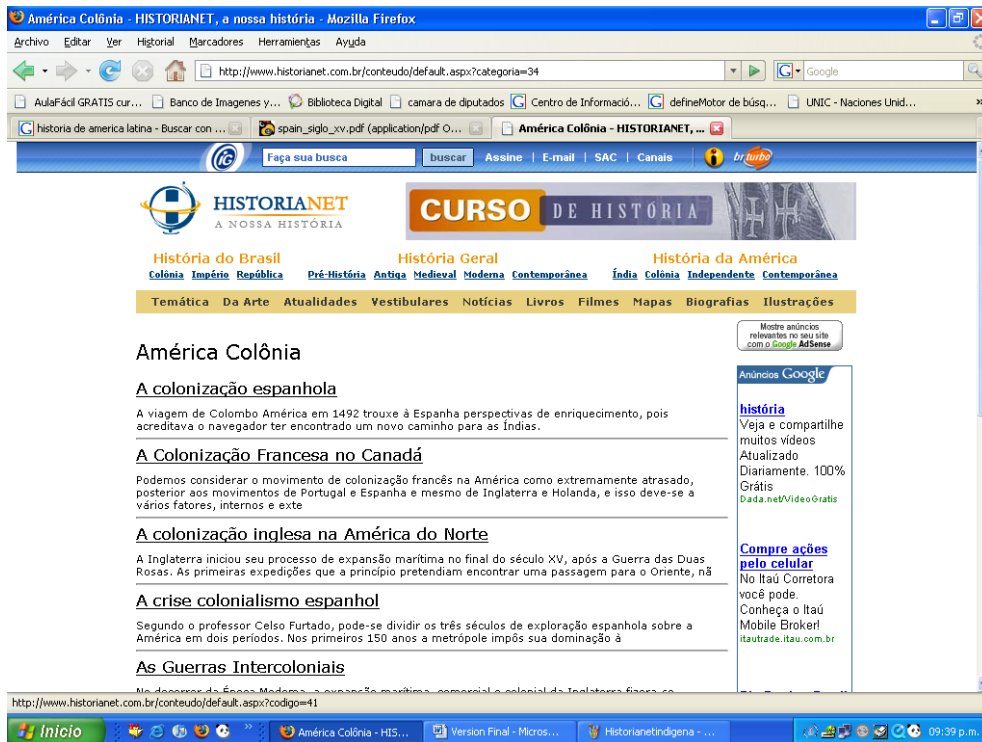 América Colônia - HISTORIANET, a nossa história - Mozilla Firefox
Archivo Editar Ver Historial Marcadores Herramientas Ayuda
http://www.historianet.com.br/conteudo/default.aspx?categoria=34 Google
AulaFácil GRATIS cur... Banco de Imagenes y... Biblioteca Digital camara de diputados Centro de Informació... defineMotor de búsq... UNIC - Naciones Unid...
historia de america latina - Buscar con ... spain_siglo_xv.pdf (application/pdf O... América Colônia - HISTORIANET, ...
iG Faça sua busca buscar Assine | E-mail | SAC | Canais br turbo
HISTORIANET
A NOSSA HISTÓRIA
CURSO DE HISTÓRIA
História do Brasil História Geral História da América
Colônia Império República Pré-História Antiga Medieval Moderna Contemporânea Índia Colônia Independente Contemporânea
Temática Da Arte Atualidades Vestibulares Notícias Livros Filmes Mapas Biografias Ilustrações
América Colônia
A colonização espanhola
A viagem de Colombo América em 1492 trouxe à Espanha perspectivas de enriquecimento, pois
acreditava o navegador ter encontrado um novo caminho para as Índias.
A Colonização Francesa no Canadá
Podemos considerar o movimento de colonização francês na América como extremamente atrasado,
posterior aos movimentos de Portugal e Espanha e mesmo de Inglaterra e Holanda, e isso deve-se a
vários fatores, internos e exte
A colonização inglesa na América do Norte
A Inglaterra iniciou seu processo de expansão marítima no final do século XV, após a Guerra das Duas
Rosas. As primeiras expedições que a princípio pretendiam encontrar uma passagem para o Oriente, nã
A crise colonialismo espanhol
Segundo o professor Celso Furtado, pode-se dividir os três séculos de exploração espanhola sobre a
América em dois períodos. Nos primeiros 150 anos a metrópole impôs sua dominação à
As Guerras Intercoloniais
No decorrer da Época Moderna, a expansão marítima, comercial e colonial da Inglaterra
Mostre anúncios
relevantes no seu site
com o Google AdSense
Anúncios Google
história
Veja e compartilhe
muitos vídeos
Atualizado
Diariamente. 100%
Grátis
Dada.net/VideoGratis
Compre ações
pelo celular
No Itaú Corretora
você pode.
Conheça o Itaú
Mobile Broker!
itautrade.itau.com.br
http://www.historianet.com.br/conteudo/default.aspx?codigo=41
Inicio América Colônia - HIS... Version Final - Micros... Historianetindigena - ... 09:39 p.m.